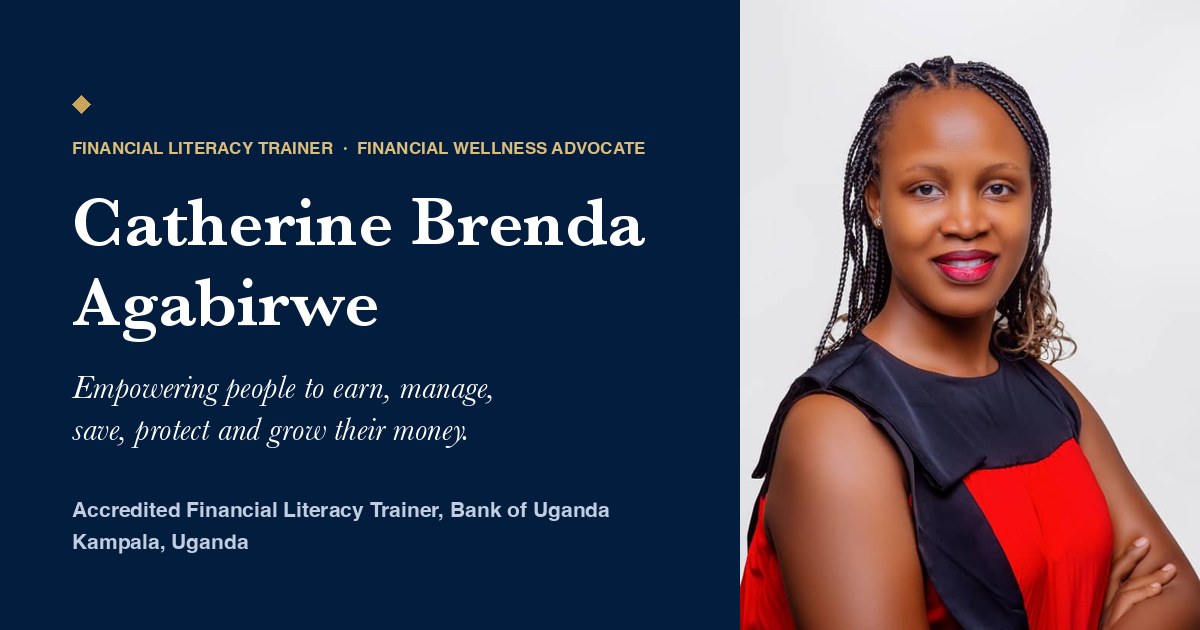 FINANCIAL LITERACY TRAINER · FINANCIAL WELLNESS ADVOCATE
Catherine Brenda
Agabirwe
Empowering people to earn, manage,
save, protect and grow their money.
Accredited Financial Literacy Trainer, Bank of Uganda
Kampala, Uganda